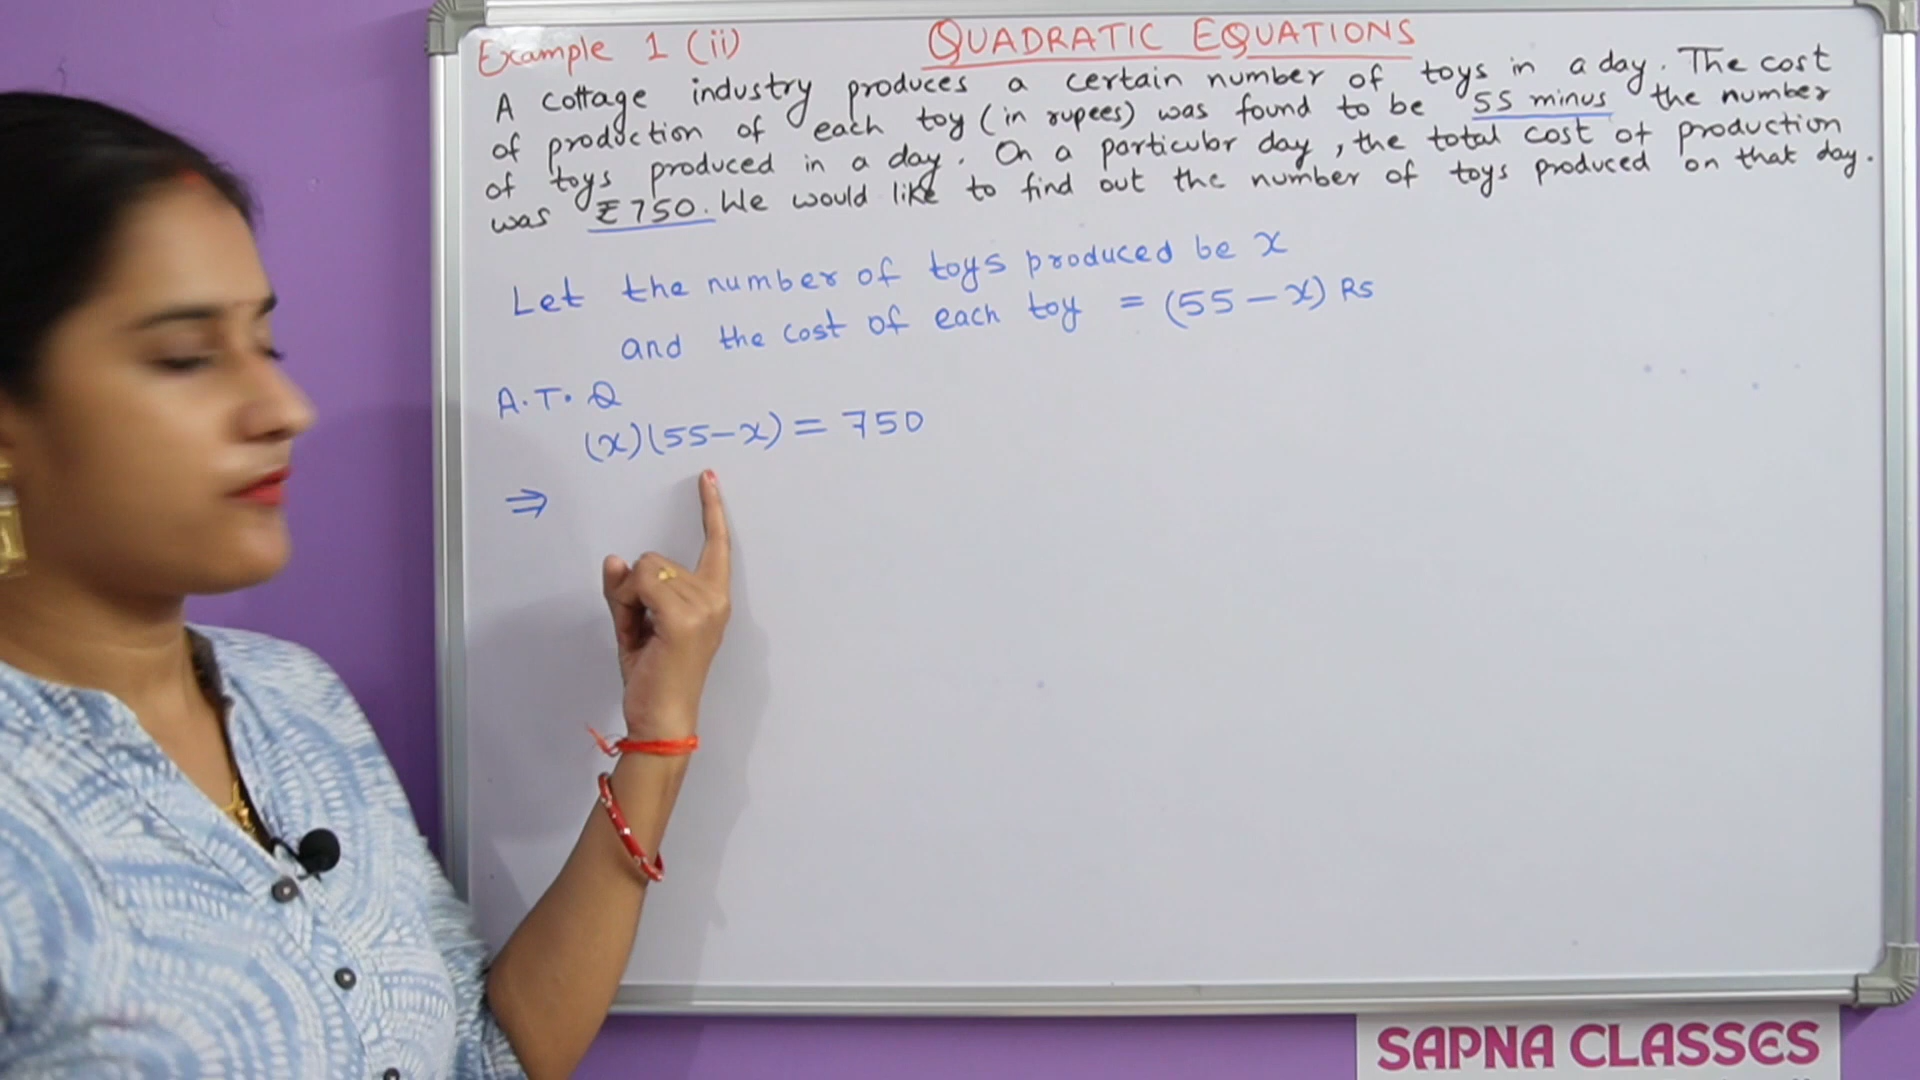 Example 1 (ii) QUADRATIC EQUATIONS
A cottage industry produces a certain number of toys in a day. The cost
of production of each toy (in rupees) was found to be 55 minus the number
of toys produced in a day. On a particular day, the total cost of production
was ₹750. We would like to find out the number of toys produced on that day.
Let the number of toys produced be x
and the cost of each toy = (55 - x) Rs
A.T.Q
(x)(55-x) = 750
⇒
SAPNA CLASSES